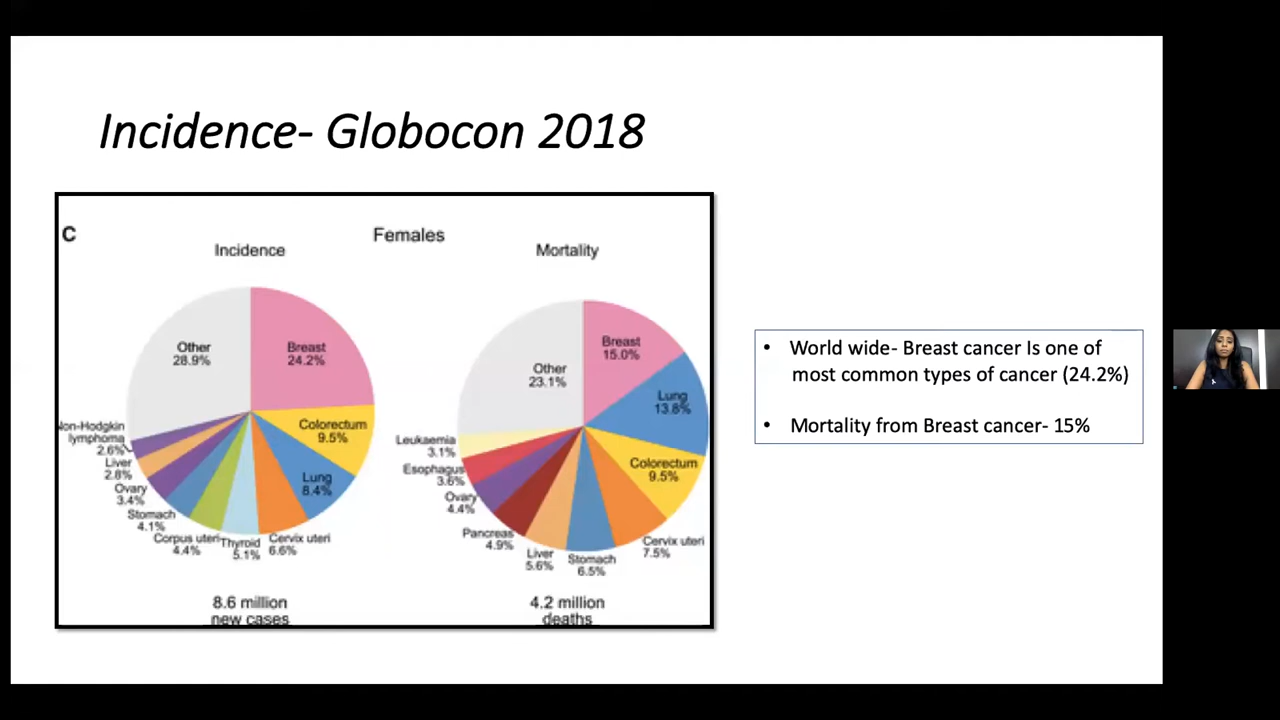 Incidence- Globocon 2018
C
Females
Incidence
Mortality
Other
28.9%
Breast
24.2%
Colorectum
9.5%
Lung
8.4%
Cervix uteri
6.6%
Thyroid
5.1%
Corpus uteri
4.4%
Stomach
4.1%
Ovary
3.4%
Liver
2.8%
Non-Hodgkin
lymphoma
2.6%
8.6 million
new cases
Other
23.1%
Breast
15.0%
Lung
13.8%
Colorectum
9.5%
Cervix uteri
7.5%
Stomach
6.5%
Liver
5.6%
Pancreas
4.9%
Ovary
4.4%
Esophagus
3.6%
Leukaemia
3.1%
4.2 million
deaths
• World wide- Breast cancer Is one of
most common types of cancer (24.2%)
• Mortality from Breast cancer- 15%